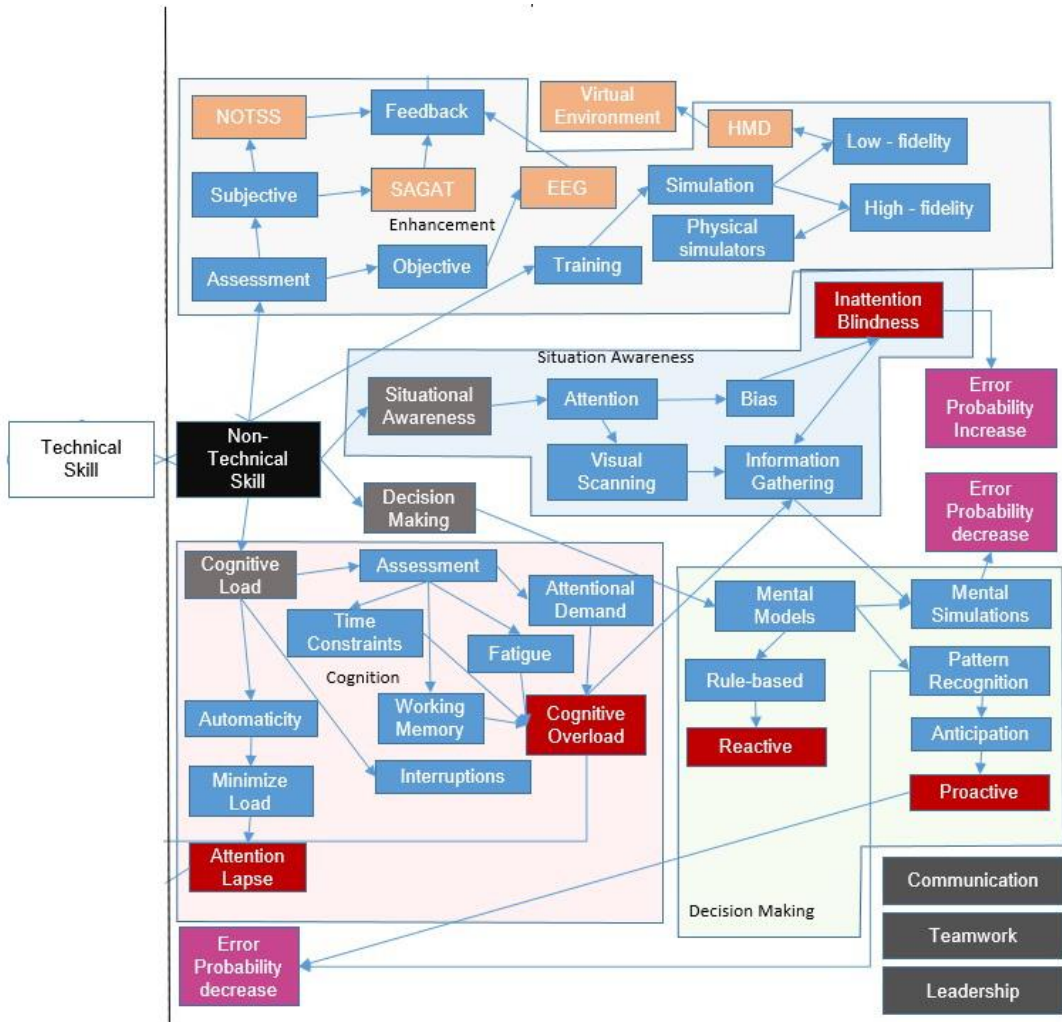 NOTSS
Feedback
Virtual
Environment
HMD
Low - fidelity
Subjective
SAGAT
EEG
Simulation
High - fidelity
Enhancement
Physical
simulators
Assessment
Objective
Training
Inattention
Blindness
Situation Awareness
Situational
Awareness
Attention
Bias
Error
Probability
Increase
Technical
Skill
Non-
Technical
Skill
Visual
Scanning
Information
Gathering
Decision
Making
Error
Probability
decrease
Cognitive
Load
Assessment
Attentional
Demand
Mental
Models
Mental
Simulations
Time
Constraints
Fatigue
Cognition
Rule-based
Pattern
Recognition
Automaticity
Working
Memory
Cognitive
Overload
Reactive
Anticipation
Minimize
Load
Interruptions
Proactive
Attention
Lapse
Communication
Decision Making
Teamwork
Error
Probability
decrease
Leadership